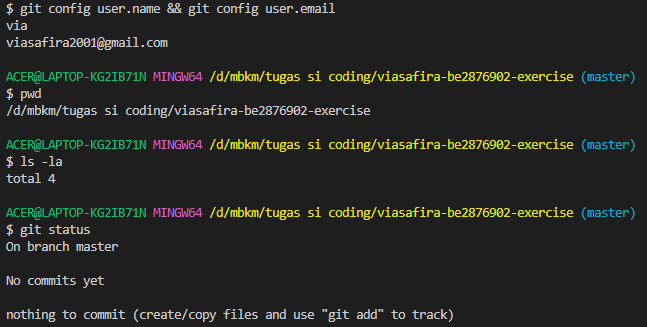 $ git config user.name && git config user.email
via
viasafira2001@gmail.com
ACER@LAPTOP-KG2IB71N MINGW64 /d/mbkm/tugas si coding/viasafira-be2876902-exercise (master)
$ pwd
/d/mbkm/tugas si coding/viasafira-be2876902-exercise
ACER@LAPTOP-KG2IB71N MINGW64 /d/mbkm/tugas si coding/viasafira-be2876902-exercise (master)
$ ls -la
total 4
ACER@LAPTOP-KG2IB71N MINGW64 /d/mbkm/tugas si coding/viasafira-be2876902-exercise (master)
$ git status
On branch master
No commits yet
nothing to commit (create/copy files and use "git add" to track)